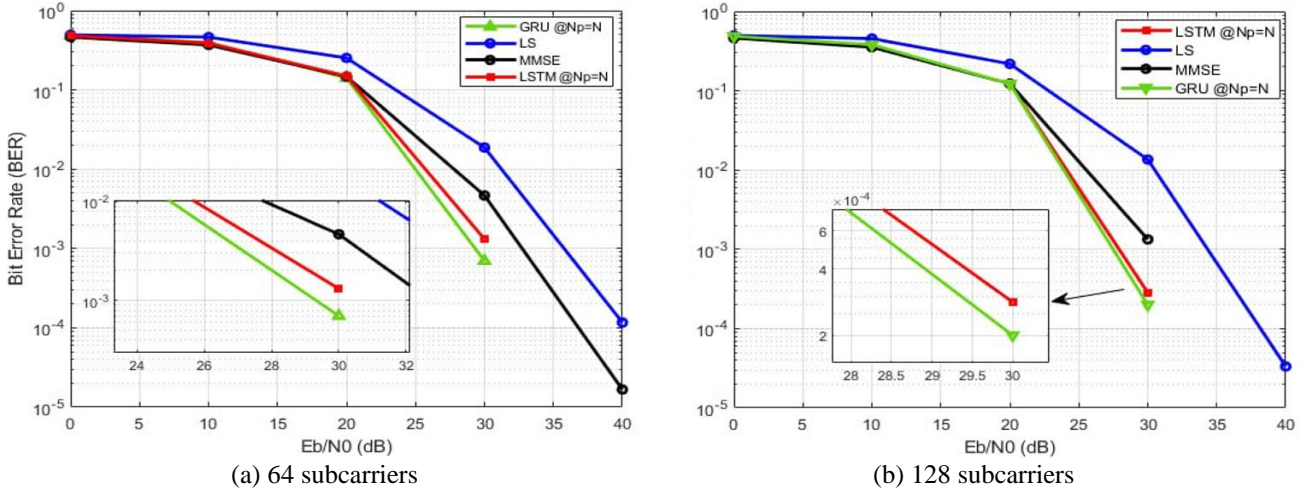 10^0
10^-1
10^-2
10^-3
10^-4
10^-5
Bit Error Rate (BER)
GRU @Np=N
LS
MMSE
LSTM @Np=N
10^-2
10^-3
24 26 28 30 32
0 5 10 15 20 25 30 35 40
Eb/N0 (dB)
(a) 64 subcarriers
10^0
10^-1
10^-2
10^-3
10^-4
10^-5
LSTM @Np=N
LS
MMSE
GRU @Np=N
× 10^-4
6
4
2
28 28.5 29 29.5 30
0 5 10 15 20 25 30 35 40
Eb/N0 (dB)
(b) 128 subcarriers